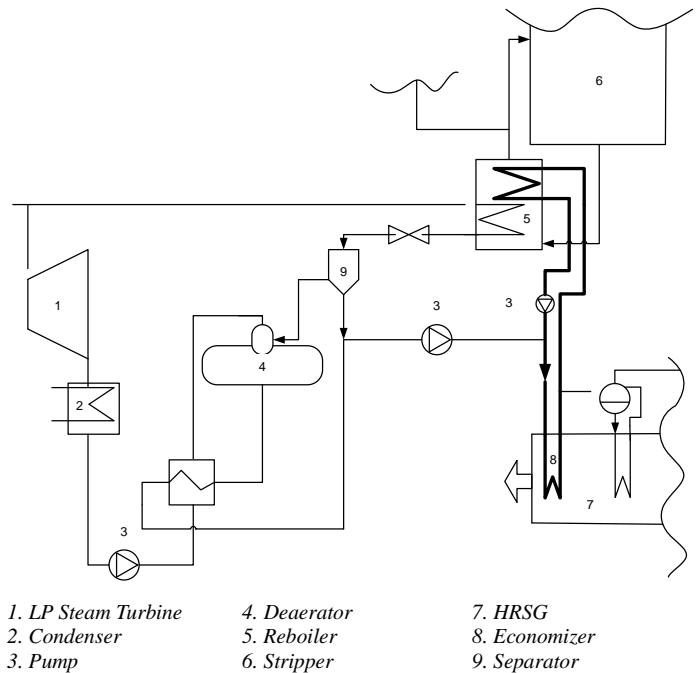 6
5
9
3
3
1
4
2
8
7
3
1. LP Steam Turbine
2. Condenser
3. Pump
4. Deaerator
5. Reboiler
6. Stripper
7. HRSG
8. Economizer
9. Separator